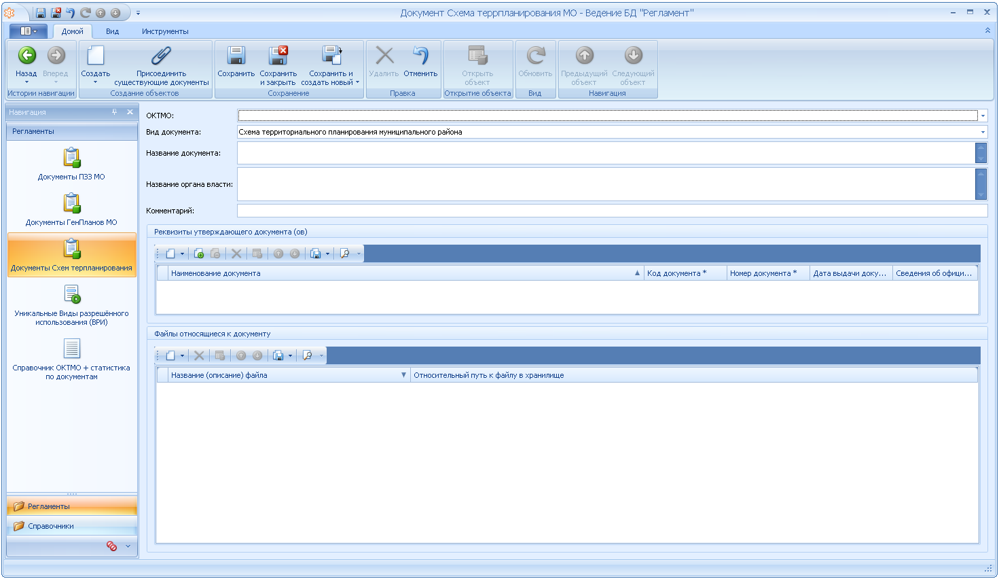 Документ Схема террпланирования МО - Ведение БД "Регламент"
Домой Вид Инструменты
Назад Вперед
Истории навигации
Создать Присоединить
существующие документы
Создание объектов
Сохранить Сохранить
и закрыть
Сохранить и
создать новый
Сохранение
Удалить Отменить
Правка
Открыть
объект
Открытие объекта
Обновить
Вид
Предыдущий
объект
Следующий
объект
Навигация
Навигация
Регламенты
Документы ПЗЗ МО
Документы ГенПланов МО
Документы Схем терпланирования
Уникальные Виды разрешённого
использования (ВРИ)
Справочник ОКТМО + статистика
по документам
Регламенты
Справочники
ОКТМО:
Вид документа: Схема территориального планирования муниципального района
Название документа:
Название органа власти:
Комментарий:
Реквизиты утверждающего документа (ов)
Наименование документа Код документа * Номер документа * Дата выдачи доку... Сведения об офици...
Файлы относящиеся к документу
Название (описание) файла Относительный путь к файлу в хранилище